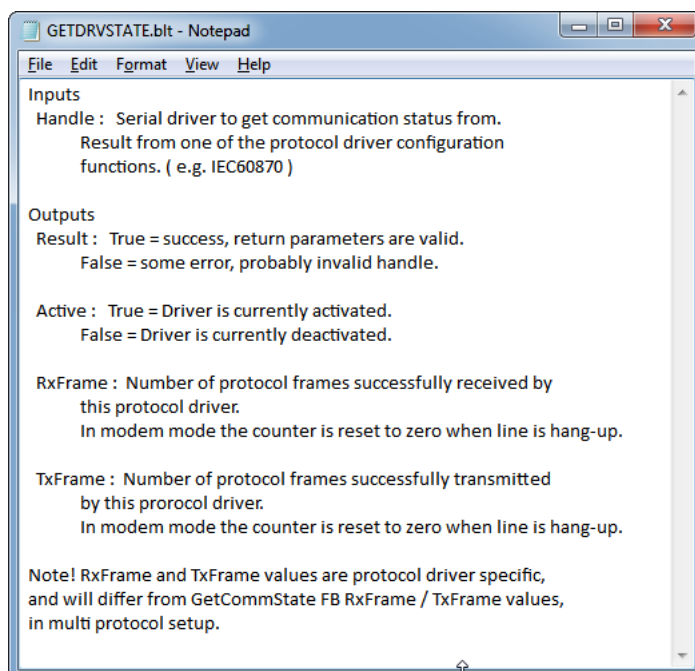 GETDRVSTATE.blt - Notepad
File Edit Format View Help
Inputs
Handle : Serial driver to get communication status from.
Result from one of the protocol driver configuration
functions. ( e.g. IEC60870 )
Outputs
Result : True = success, return parameters are valid.
False = some error, probably invalid handle.
Active : True = Driver is currently activated.
False = Driver is currently deactivated.
RxFrame : Number of protocol frames successfully received by
this protocol driver.
In modem mode the counter is reset to zero when line is hang-up.
TxFrame : Number of protocol frames successfully transmitted
by this prorocol driver.
In modem mode the counter is reset to zero when line is hang-up.
Note! RxFrame and TxFrame values are protocol driver specific,
and will differ from GetCommState FB RxFrame / TxFrame values,
in multi protocol setup.